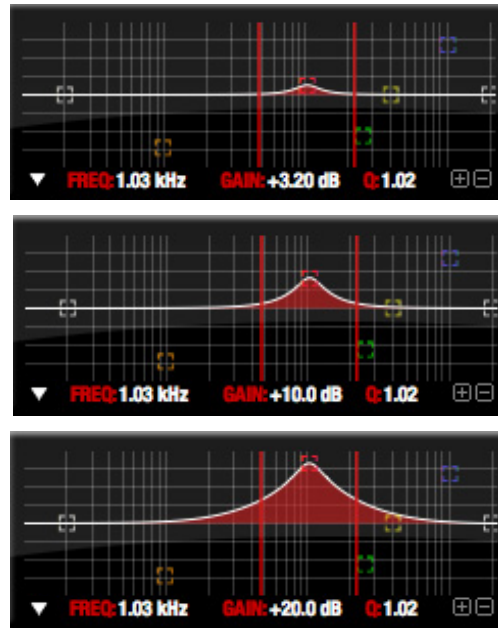 FREQ: 1.03 kHz GAIN: +3.20 dB Q: 1.02
FREQ: 1.03 kHz GAIN: +10.0 dB Q: 1.02
FREQ: 1.03 kHz GAIN: +20.0 dB Q: 1.02